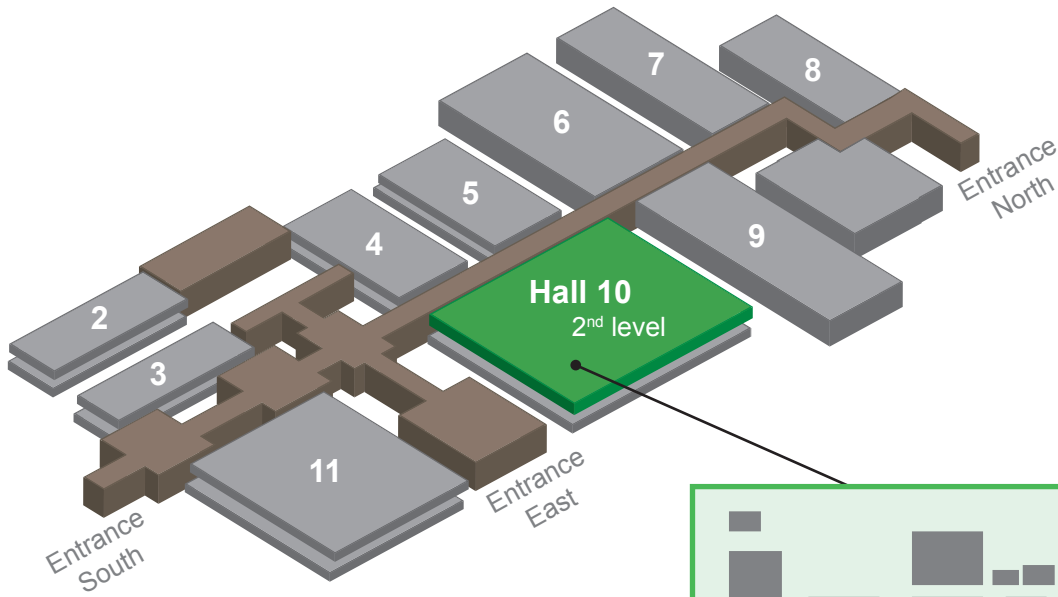 8
7
6
Entrance
North
5
9
4
Hall 10
2nd level
2
3
11
Entrance
East
Entrance
South